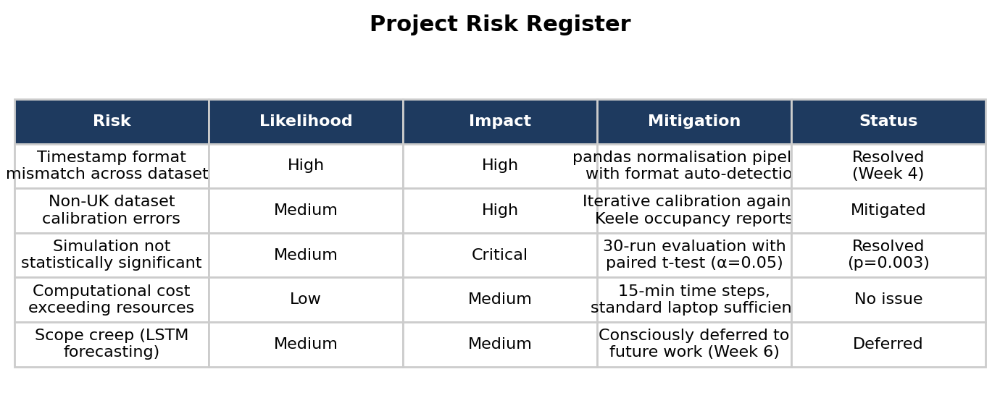 Project Risk Register
Risk
Likelihood
Impact
Mitigation
Status
Timestamp format
mismatch across dataset
High
High
pandas normalisation pipel
with format auto-detectio
Resolved
(Week 4)
Non-UK dataset
calibration errors
Medium
High
Iterative calibration again
Keele occupancy reports
Mitigated
Simulation not
statistically significant
Medium
Critical
30-run evaluation with
paired t-test (α=0.05)
Resolved
(p=0.003)
Computational cost
exceeding resources
Low
Medium
15-min time steps,
standard laptop sufficien
No issue
Scope creep (LSTM
forecasting)
Medium
Medium
Consciously deferred to
future work (Week 6)
Deferred